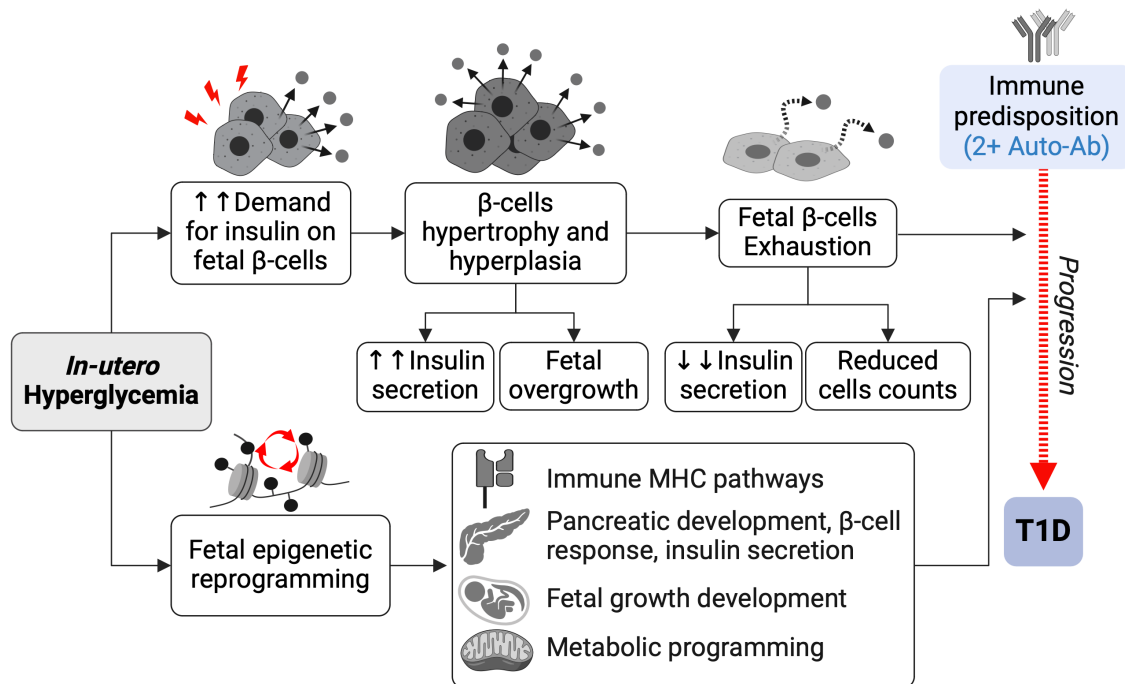 Immune
predisposition
(2+ Auto-Ab)
↑↑Demand
for insulin on
fetal β-cells
β-cells
hypertrophy and
hyperplasia
Fetal β-cells
Exhaustion
Progression
In-utero
Hyperglycemia
↑↑Insulin
secretion
Fetal
overgrowth
↓↓Insulin
secretion
Reduced
cells counts
T1D
Fetal epigenetic
reprogramming
Immune MHC pathways
Pancreatic development, β-cell
response, insulin secretion
Fetal growth development
Metabolic programming